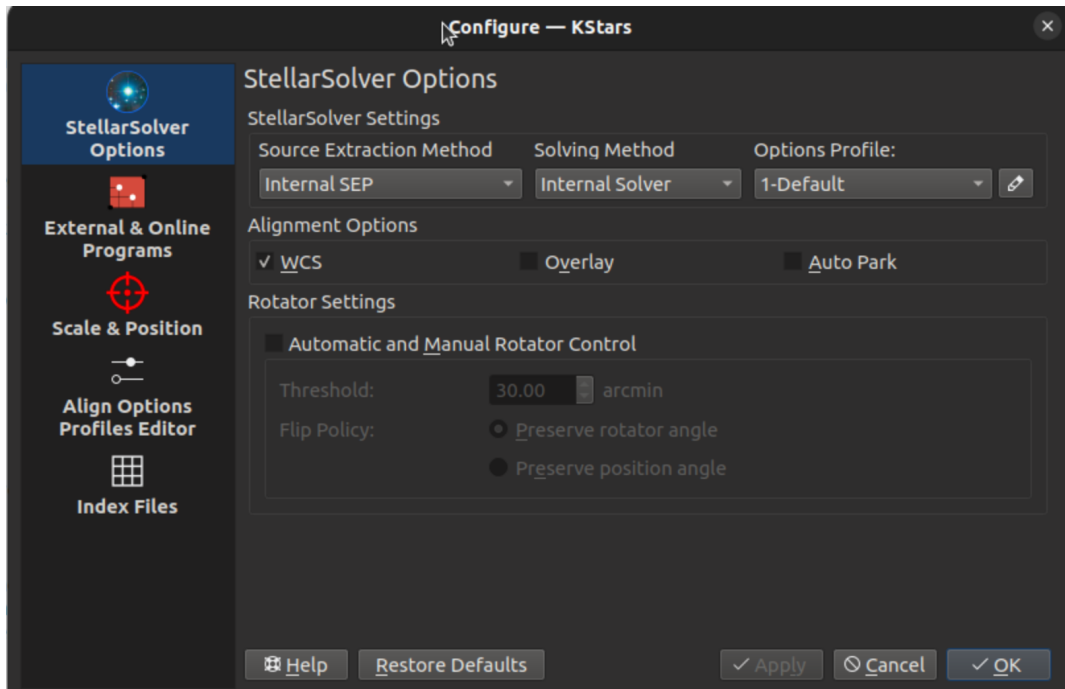 Configure — KStars
StellarSolver Options
External & Online Programs
Scale & Position
Align Options Profiles Editor
Index Files
StellarSolver Options
StellarSolver Settings
Source Extraction Method Solving Method Options Profile:
Internal SEP Internal Solver 1-Default
Alignment Options
WCS Overlay Auto Park
Rotator Settings
Automatic and Manual Rotator Control
Threshold: 30.00 arcmin
Flip Policy: Preserve rotator angle
Preserve position angle
Help Restore Defaults Apply Cancel OK